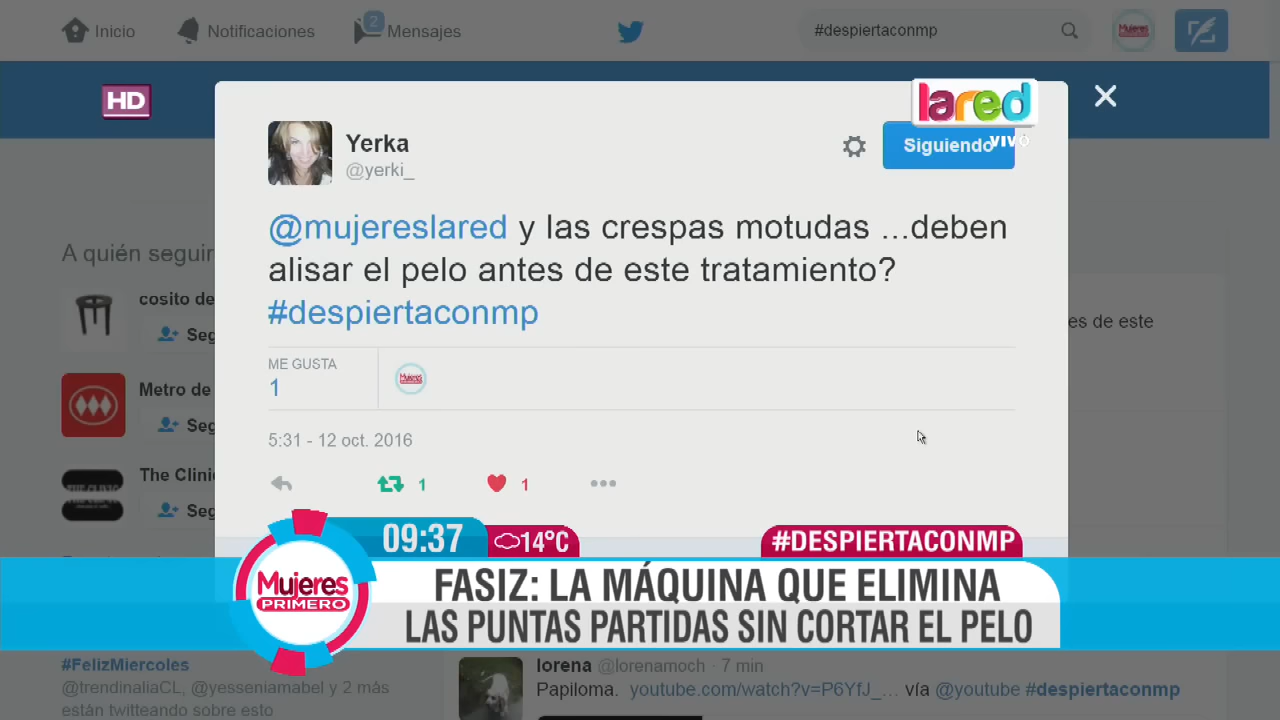 Inicio
Notificaciones
2
Mensajes
#despiertaconmp
Mujeres
HD
lared
VIVO
Yerka
@yerki_
Siguiendo
@mujereslared y las crespas motudas ...deben
alisar el pelo antes de este tratamiento?
#despiertaconmp
ME GUSTA
1
Mujeres
5:31 - 12 oct. 2016
1
1
A quién seguir
cosito de
Seg
Metro de
Seg
The Clini
Seg
es de este
09:37
14°C
#DESPIERTACONMP
Mujeres
PRIMERO
FASIZ: LA MÁQUINA QUE ELIMINA
LAS PUNTAS PARTIDAS SIN CORTAR EL PELO
#FelizMiercoles
@trendinaliaCL, @yesseniamabel y 2 más
están twitteando sobre esto
lorena @lorenamoch · 7 min
Papiloma. youtube.com/watch?v=P6YfJ_... vía @youtube #despiertaconmp